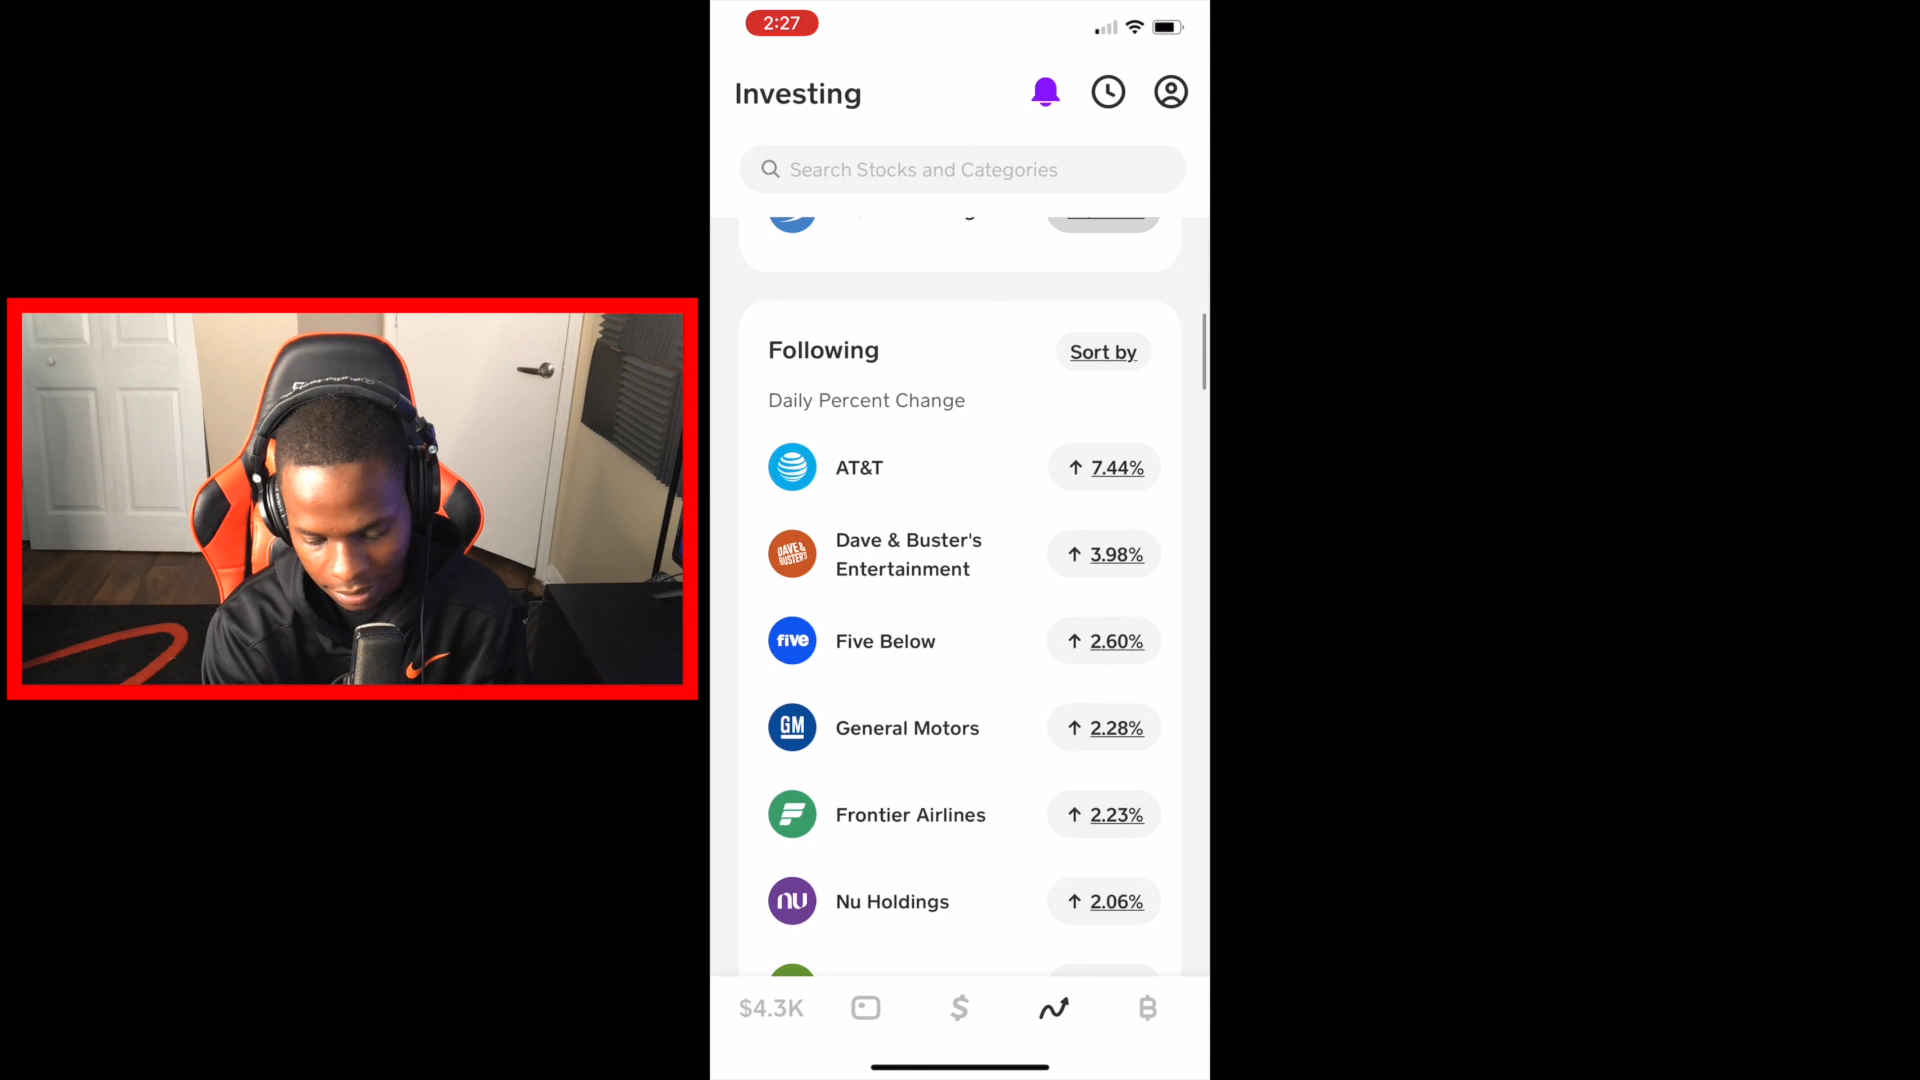 2:27
Investing
Search Stocks and Categories
Following
Sort by
Daily Percent Change
AT&T
↑ 7.44%
DAVE & BUSTER'S
Dave & Buster's
Entertainment
↑ 3.98%
five
Five Below
↑ 2.60%
GM
General Motors
↑ 2.28%
Frontier Airlines
↑ 2.23%
nu
Nu Holdings
↑ 2.06%
$4.3K
$